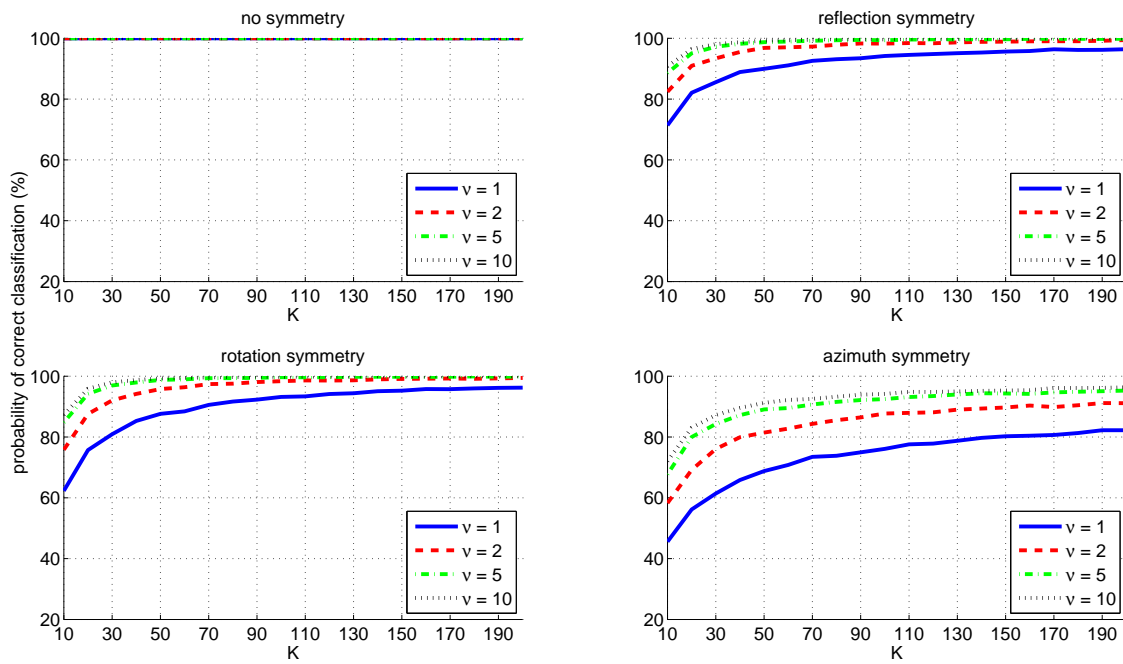 probability of correct classification (%)
no symmetry
100
80
60
40
20
10 30 50 70 90 110 130 150 170 190
K
ν = 1
ν = 2
ν = 5
ν = 10
reflection symmetry
100
80
60
40
20
10 30 50 70 90 110 130 150 170 190
K
ν = 1
ν = 2
ν = 5
ν = 10
rotation symmetry
100
80
60
40
20
10 30 50 70 90 110 130 150 170 190
K
ν = 1
ν = 2
ν = 5
ν = 10
azimuth symmetry
100
80
60
40
20
10 30 50 70 90 110 130 150 170 190
K
ν = 1
ν = 2
ν = 5
ν = 10